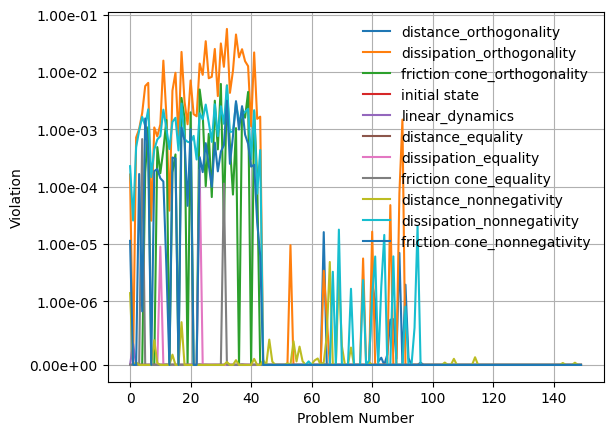 1.00e-01
1.00e-02
1.00e-03
1.00e-04
1.00e-05
1.00e-06
0.00e+00
Violation
distance_orthogonality
dissipation_orthogonality
friction cone_orthogonality
initial state
linear_dynamics
distance_equality
dissipation_equality
friction cone_equality
distance_nonnegativity
dissipation_nonnegativity
friction cone_nonnegativity
0 20 40 60 80 100 120 140
Problem Number